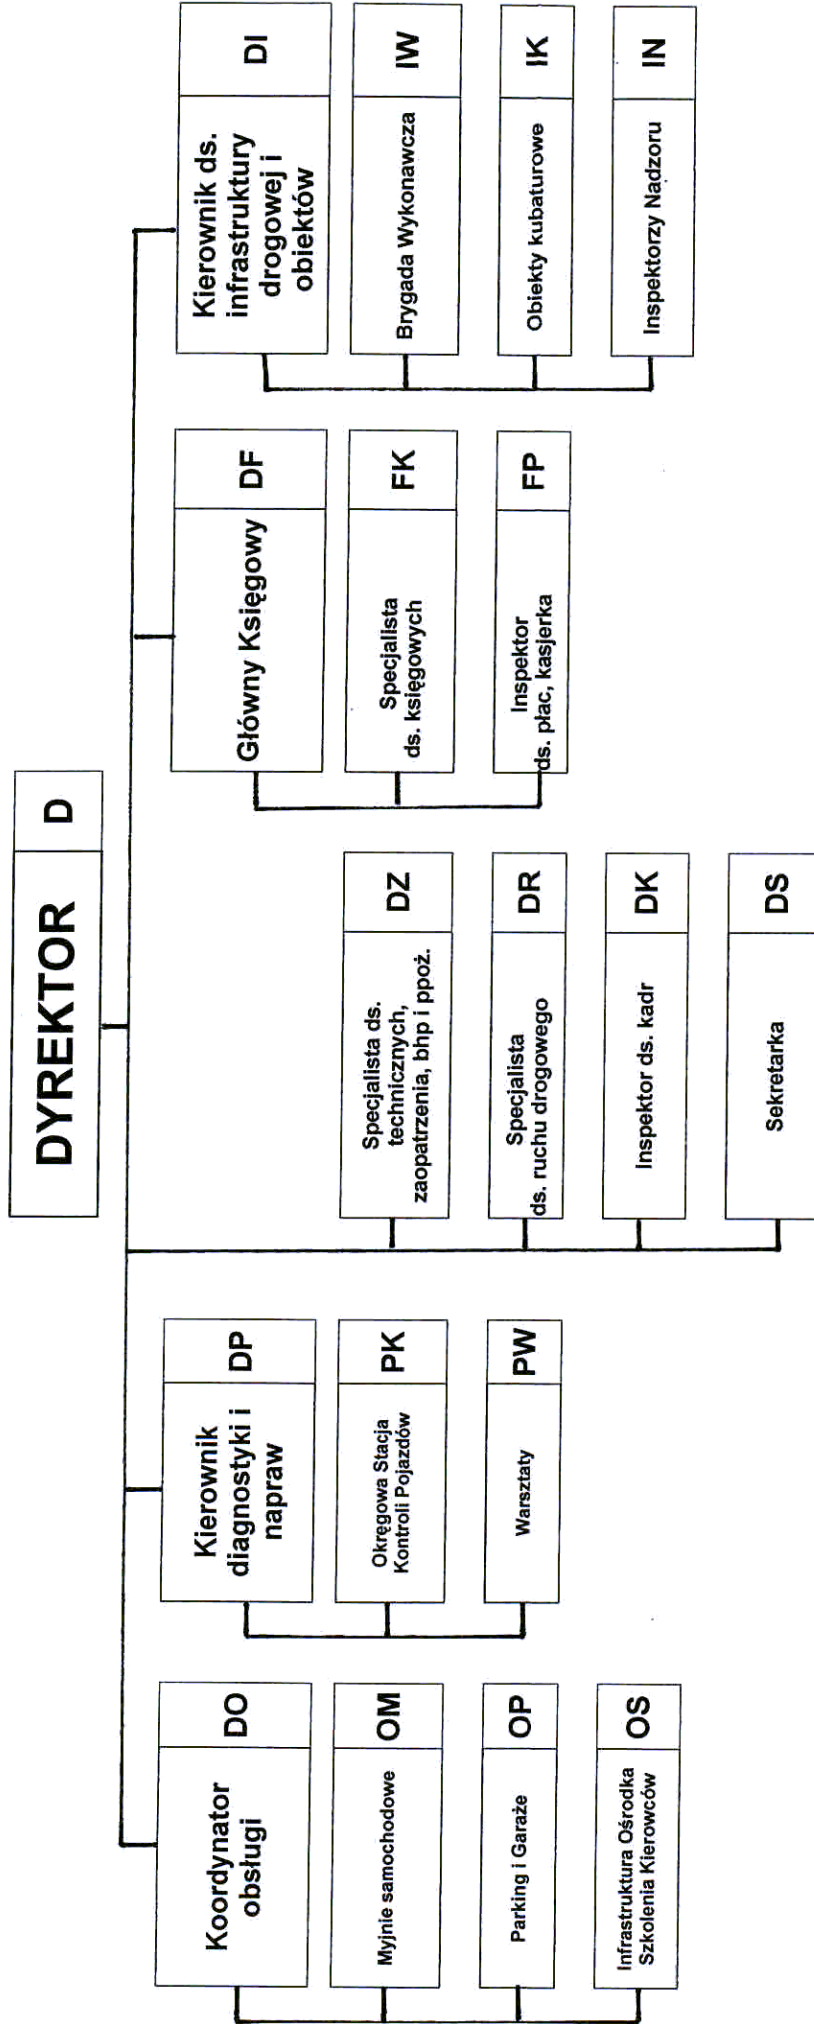 DYREKTOR D
Koordynator
obsługi
DO
Myjnie samochodowe OM
Parking i Garaże OP
Infrastruktura Ośrodka
Szkolenia Kierowców
OS
Kierownik
diagnostyki i
napraw
DP
Okręgowa Stacja
Kontroli Pojazdów
PK
Warsztaty PW
Specjalista ds.
technicznych,
zaopatrzenia, bhp i ppoż.
DZ
Specjalista
ds. ruchu drogowego
DR
Inspektor ds. kadr DK
Sekretarka DS
Główny Księgowy DF
Specjalista
ds. księgowych
FK
Inspektor
ds. płac, kasjerka
FP
Kierownik ds.
infrastruktury
drogowej i
obiektów
DI
Brygada Wykonawcza IW
Obiekty kubaturowe IK
Inspektorzy Nadzoru IN